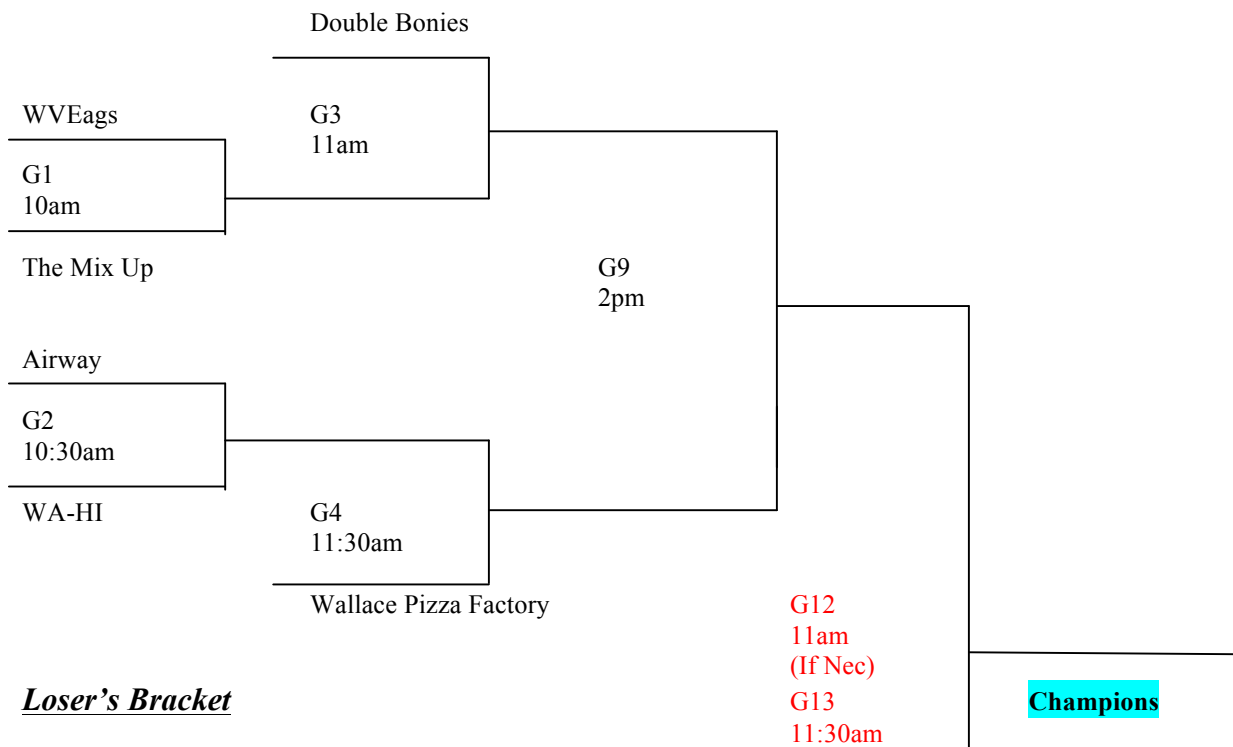 Double Bonies
WVEags
G3
11am
G1
10am
The Mix Up
G9
2pm
Airway
G2
10:30am
WA-HI
G4
11:30am
Wallace Pizza Factory
G12
11am
(If Nec)
Loser’s Bracket
G13
11:30am
Champions